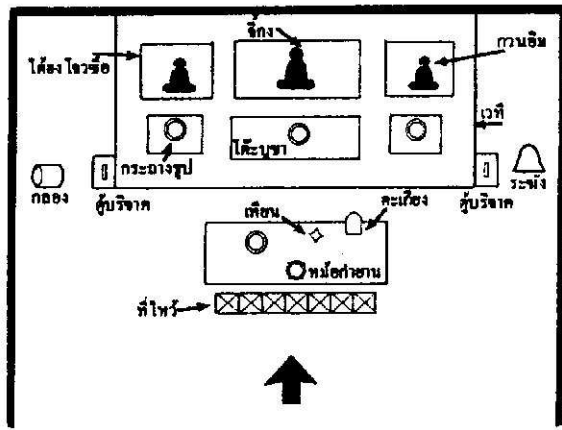 จี้กง
กวนอิม
ไต้ฮงโจวซือ
เวที
กระถางธูป
โต๊ะบูชา
กลอง
ระฆัง
ตู้บริจาค
ตู้บริจาค
เทียน
ตะเกียง
หม้อกำยาน
ที่ไหว้